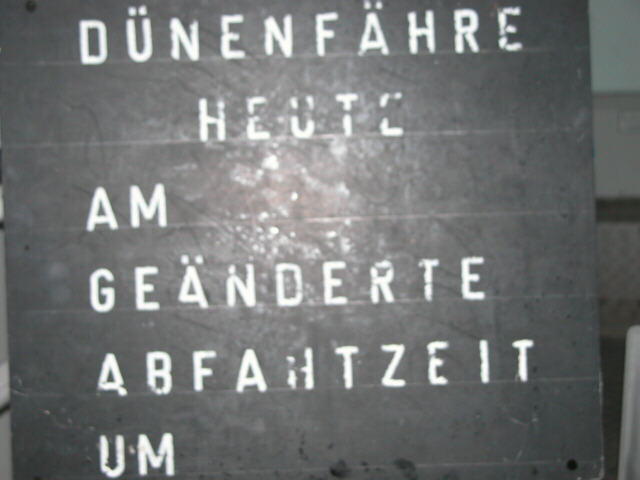 DÜNENFÄHRE
HEUTE
AM
GEÄNDERTE
ABFAHTZEIT
UM